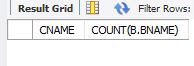 Result Grid Filter Rows:
CNAME COUNT(B.BNAME)